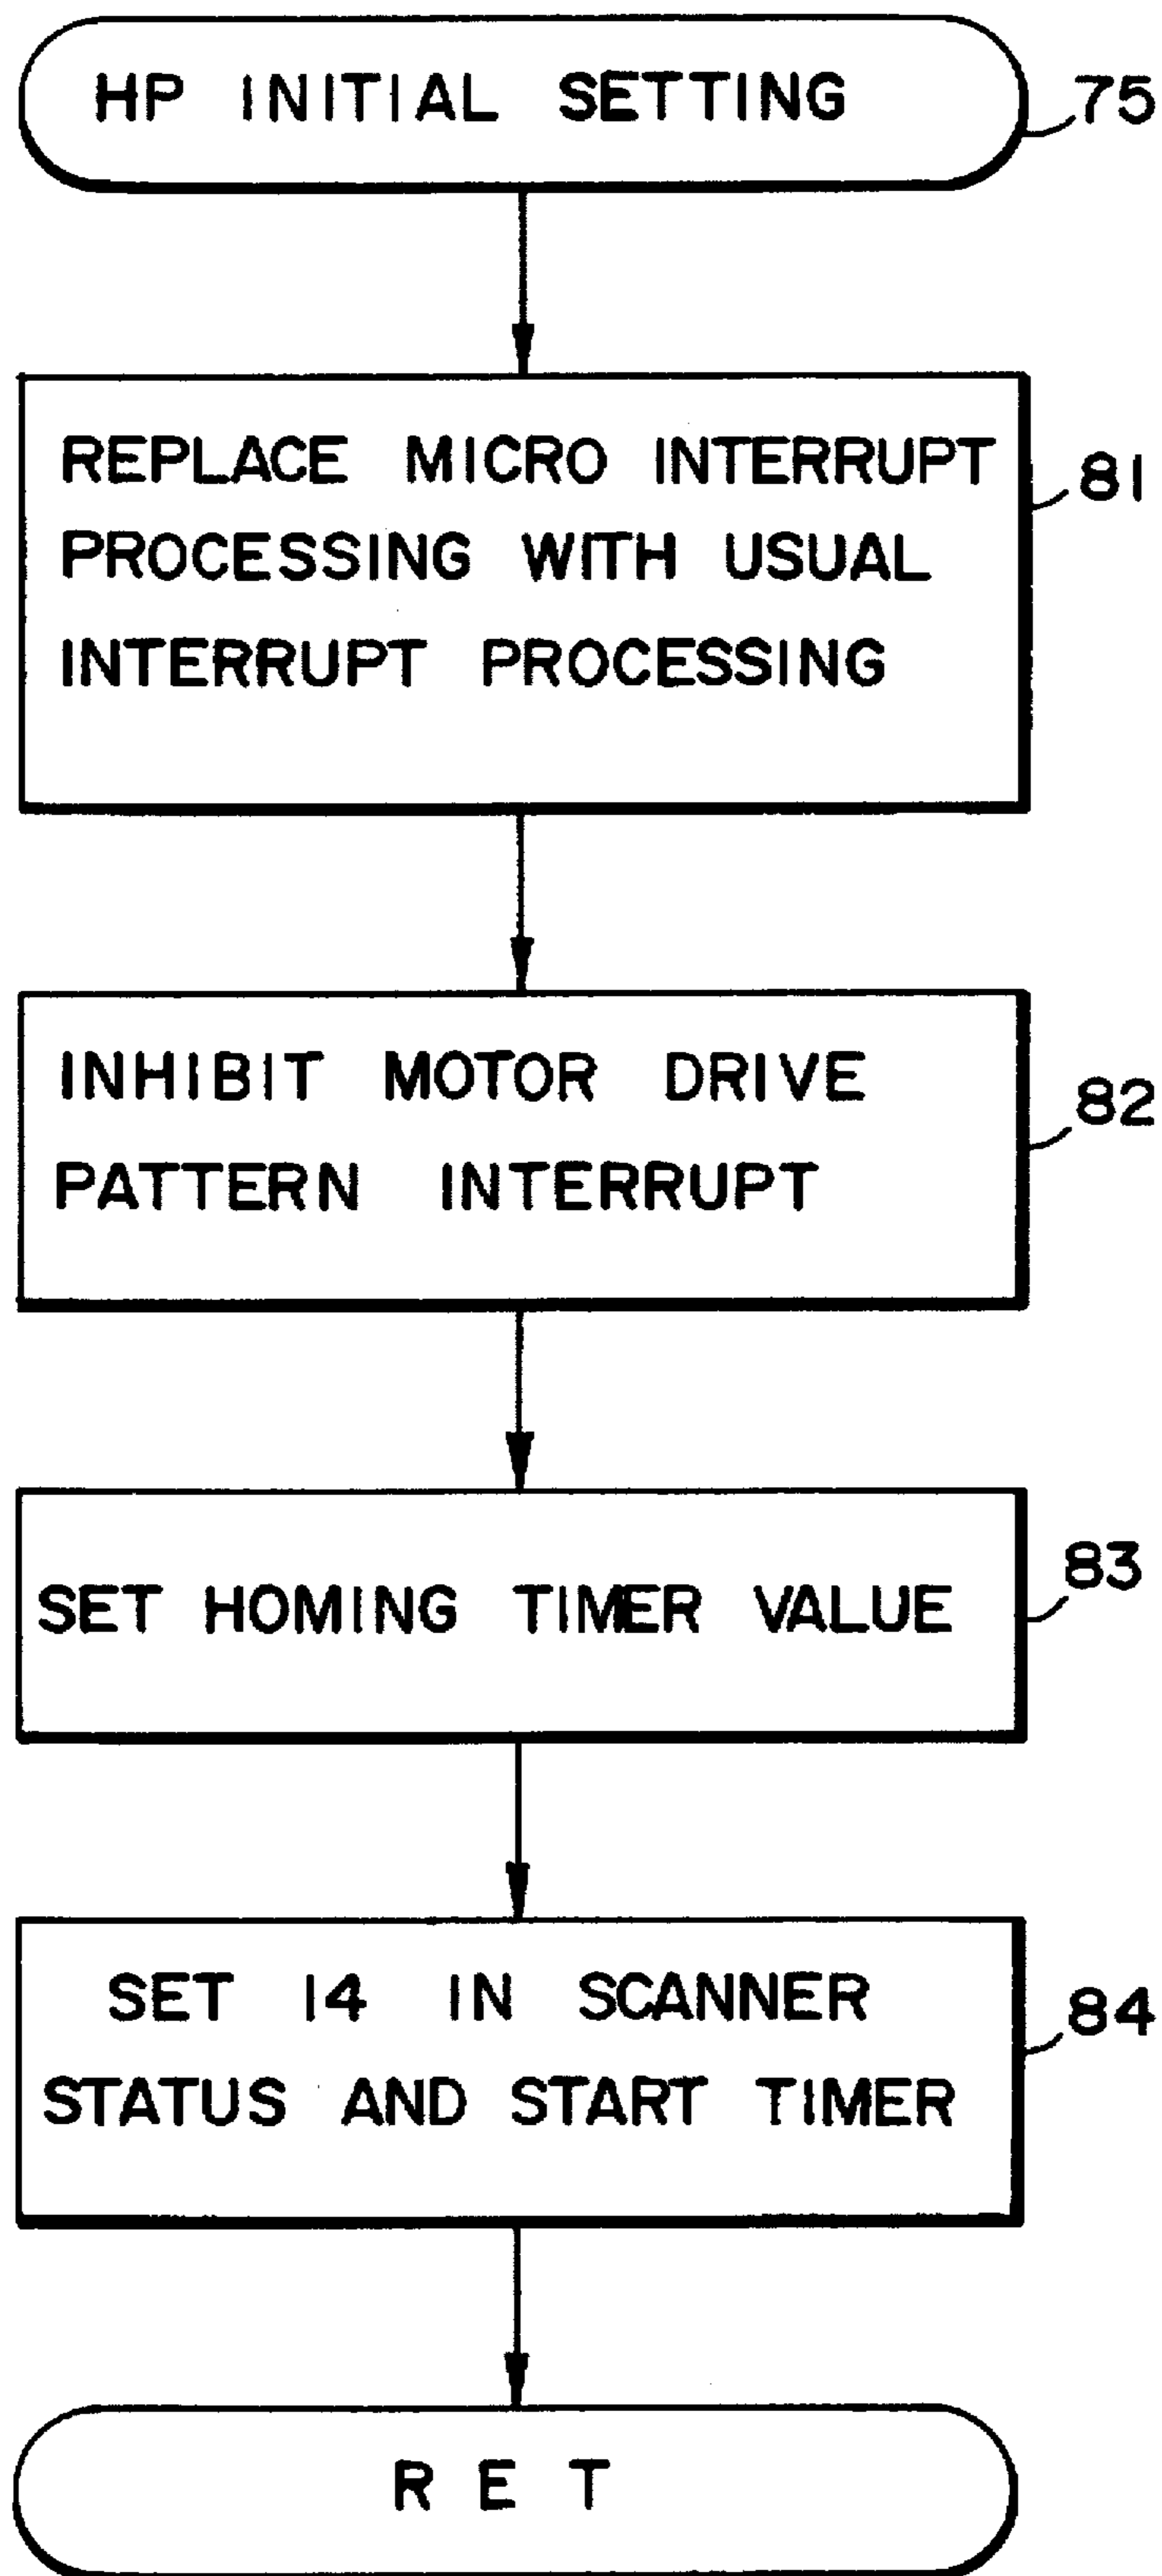 HP INITIAL SETTING
75
REPLACE MICRO INTERRUPT
PROCESSING WITH USUAL
INTERRUPT PROCESSING
81
INHIBIT MOTOR DRIVE
PATTERN INTERRUPT
82
SET HOMING TIMER VALUE
83
SET 14 IN SCANNER
STATUS AND START TIMER
84
RET